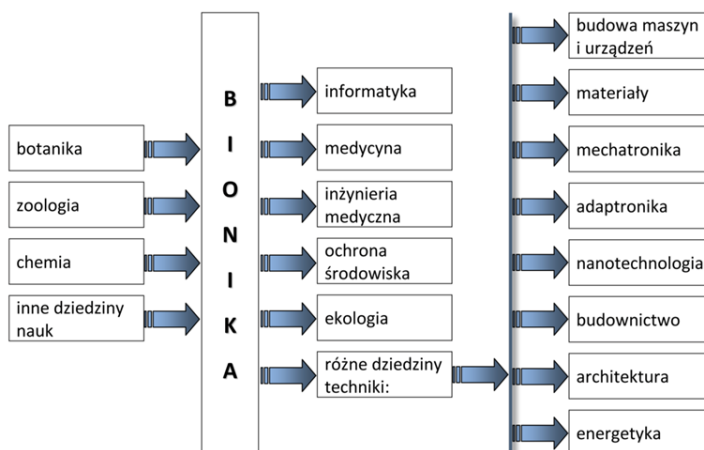 botanika
zoologia
chemia
inne dziedziny
nauk
BIONIKA
informatyka
medycyna
inżynieria
medyczna
ochrona
środowiska
ekologia
różne dziedziny
techniki:
budowa maszyn
i urządzeń
materiały
mechatronika
adaptronika
nanotechnologia
budownictwo
architektura
energetyka